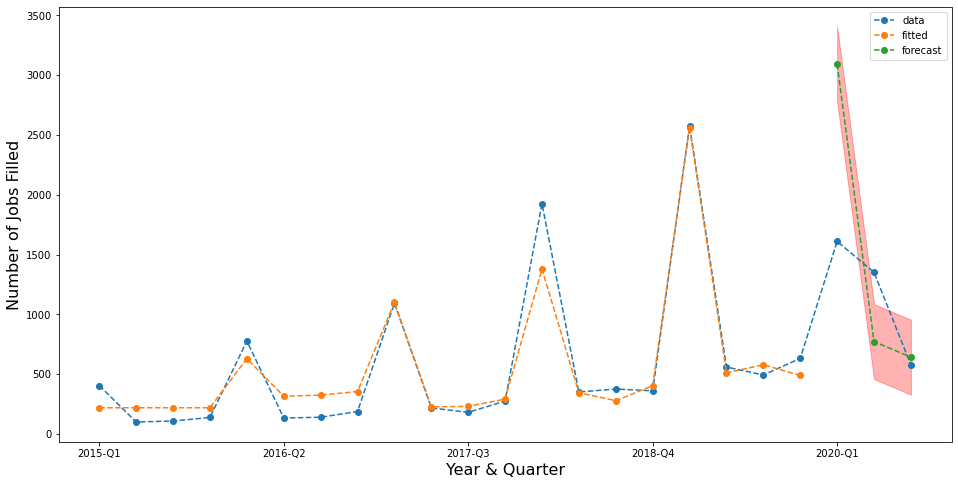 3500
3000
2500
2000
1500
1000
500
0
Number of Jobs Filled
data
fitted
forecast
2015-Q1
2016-Q2
2017-Q3
2018-Q4
2020-Q1
Year & Quarter